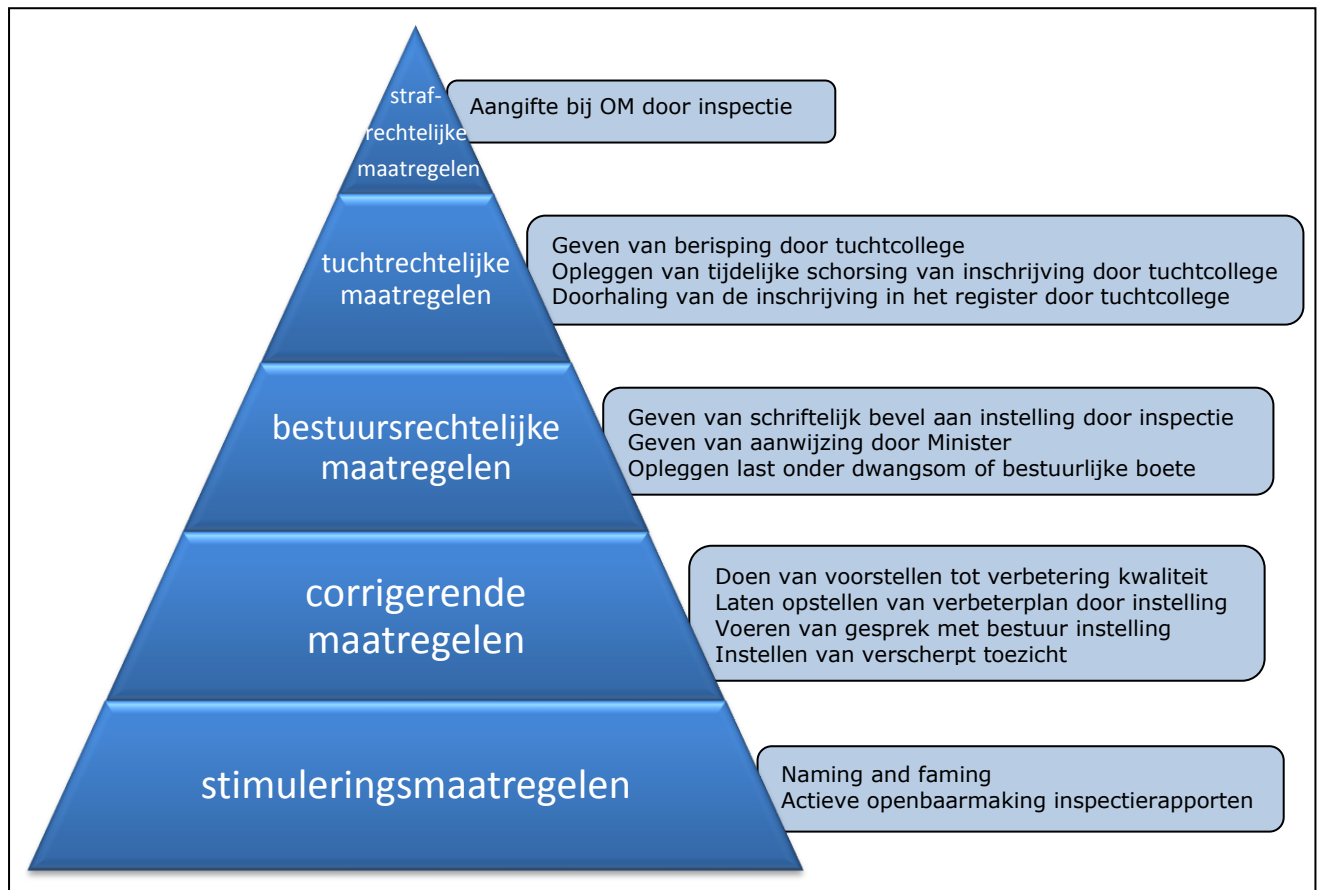 straf-
rechtelijke
maatregelen
Aangifte bij OM door inspectie
tuchtrechtelijke
maatregelen
Geven van berisping door tuchtcollege
Opleggen van tijdelijke schorsing van inschrijving door tuchtcollege
Doorhaling van de inschrijving in het register door tuchtcollege
bestuursrechtelijke
maatregelen
Geven van schriftelijk bevel aan instelling door inspectie
Geven van aanwijzing door Minister
Opleggen last onder dwangsom of bestuurlijke boete
corrigerende
maatregelen
Doen van voorstellen tot verbetering kwaliteit
Laten opstellen van verbeterplan door instelling
Voeren van gesprek met bestuur instelling
Instellen van verscherpt toezicht
stimuleringsmaatregelen
Naming and faming
Actieve openbaarmaking inspectierapporten